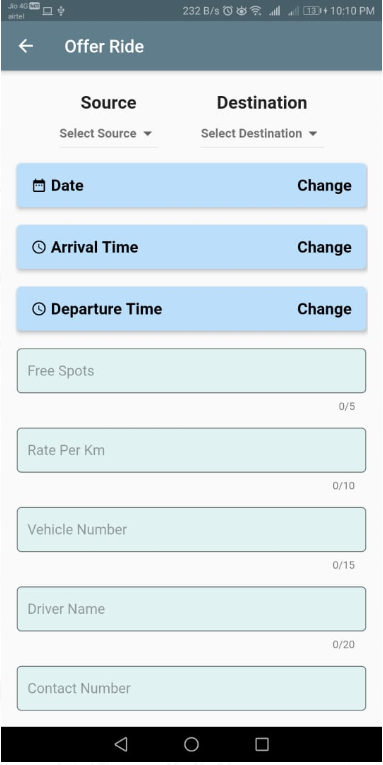 Jio 4G HD
airtel
232 B/s 13 10:10 PM
Offer Ride
Source Destination
Select Source Select Destination
Date Change
Arrival Time Change
Departure Time Change
Free Spots
0/5
Rate Per Km
0/10
Vehicle Number
0/15
Driver Name
0/20
Contact Number